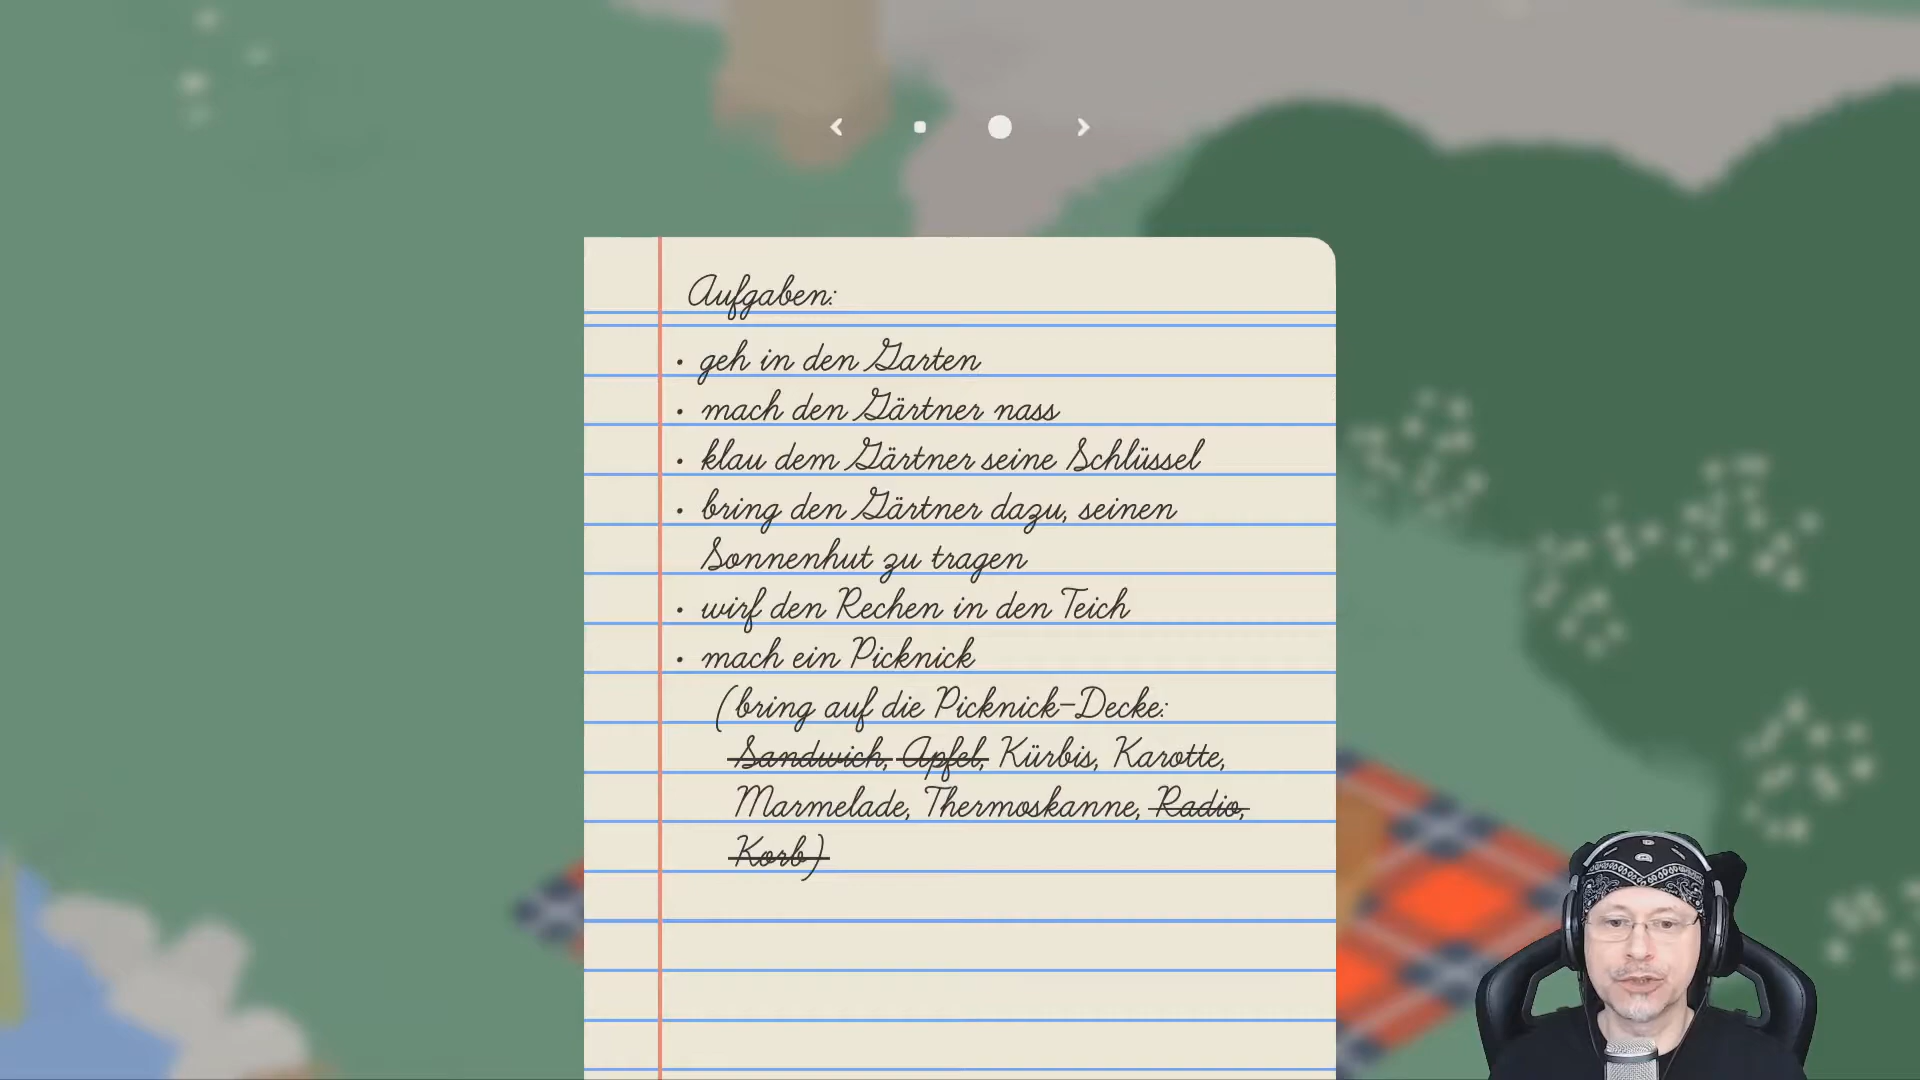 Aufgaben:
• geh in den Garten
• mach den Gärtner nass
• klau dem Gärtner seine Schlüssel
• bring den Gärtner dazu, seinen
Sonnenhut zu tragen
• wirf den Rechen in den Teich
• mach ein Picknick
(bring auf die Picknick-Decke:
Sandwich, Apfel, Kürbis, Karotte,
Marmelade, Thermoskanne, Radio,
Korb)